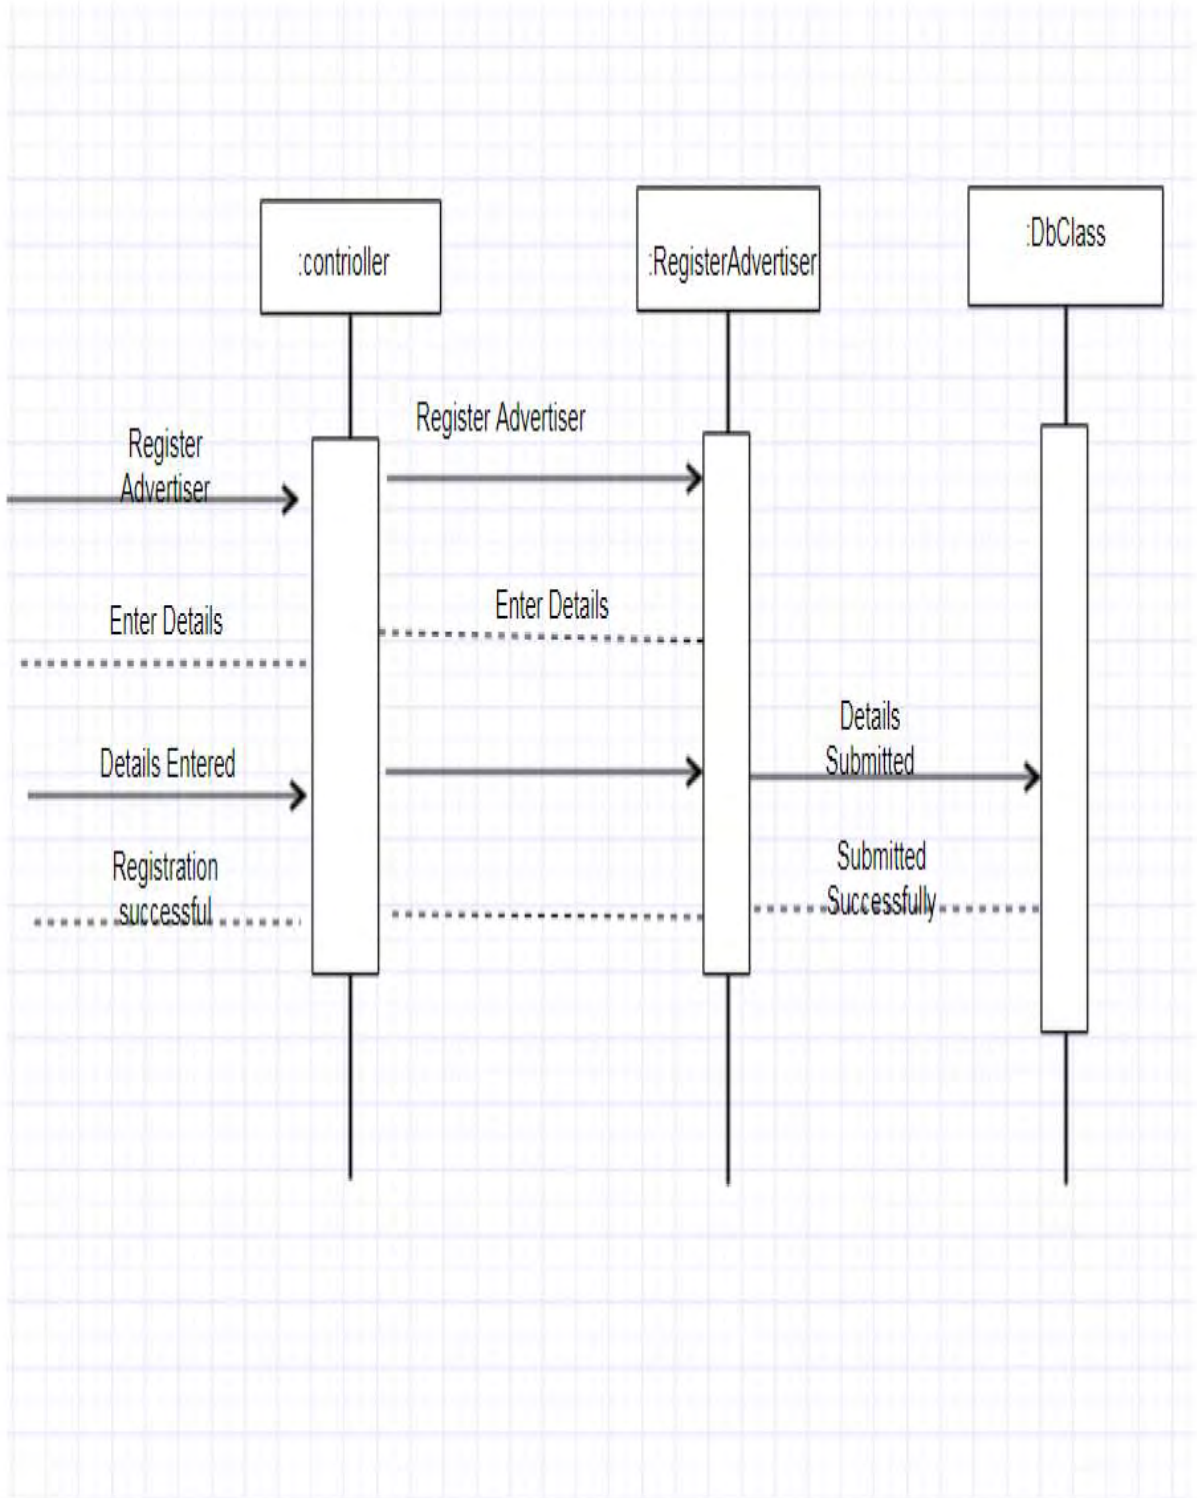 :contrioller
:RegisterAdvertiser
:DbClass
Register
Advertiser
Register Advertiser
Enter Details
Enter Details
Details Entered
Details
Submitted
Registration
successful
Submitted
Successfully